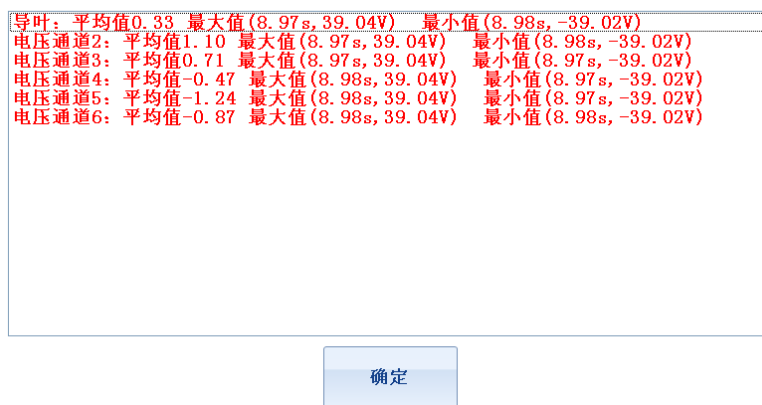 导叶：平均值0.33 最大值(8.97s,39.04V) 最小值(8.98s,-39.02V)
电压通道2：平均值1.10 最大值(8.97s,39.04V) 最小值(8.98s,-39.02V)
电压通道3：平均值0.71 最大值(8.97s,39.04V) 最小值(8.97s,-39.02V)
电压通道4：平均值-0.47 最大值(8.98s,39.04V) 最小值(8.97s,-39.02V)
电压通道5：平均值-1.24 最大值(8.98s,39.04V) 最小值(8.97s,-39.02V)
电压通道6：平均值-0.87 最大值(8.98s,39.04V) 最小值(8.98s,-39.02V)
确定